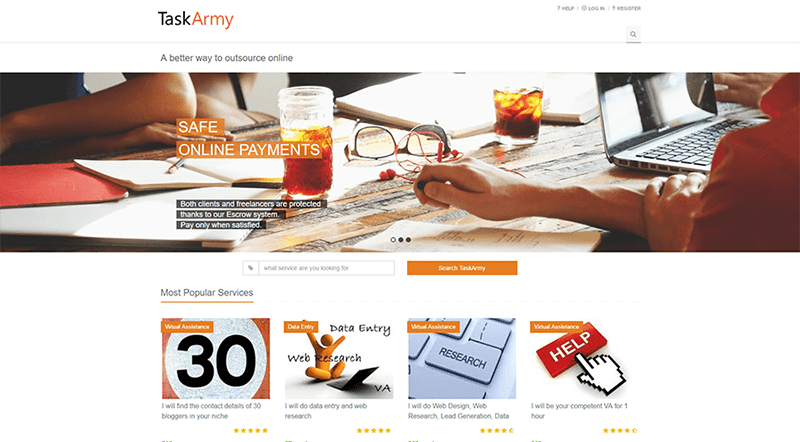 TaskArmy
? HELP | LOG IN | REGISTER
A better way to outsource online
SAFE
ONLINE PAYMENTS
Both clients and freelancers are protected
thanks to our Escrow system.
Pay only when satisfied.
what service are you looking for
Search TaskArmy
Most Popular Services
Virtual Assistance
30
I will find the contact details of 30
bloggers in your niche
Data Entry
Data Entry
Web Research
VA
I will do data entry and web
research
Virtual Assistance
RESEARCH
I will do Web Design, Web
Research, Lead Generation, Data
Virtual Assistance
HELP
I will be your competent VA for 1
hour